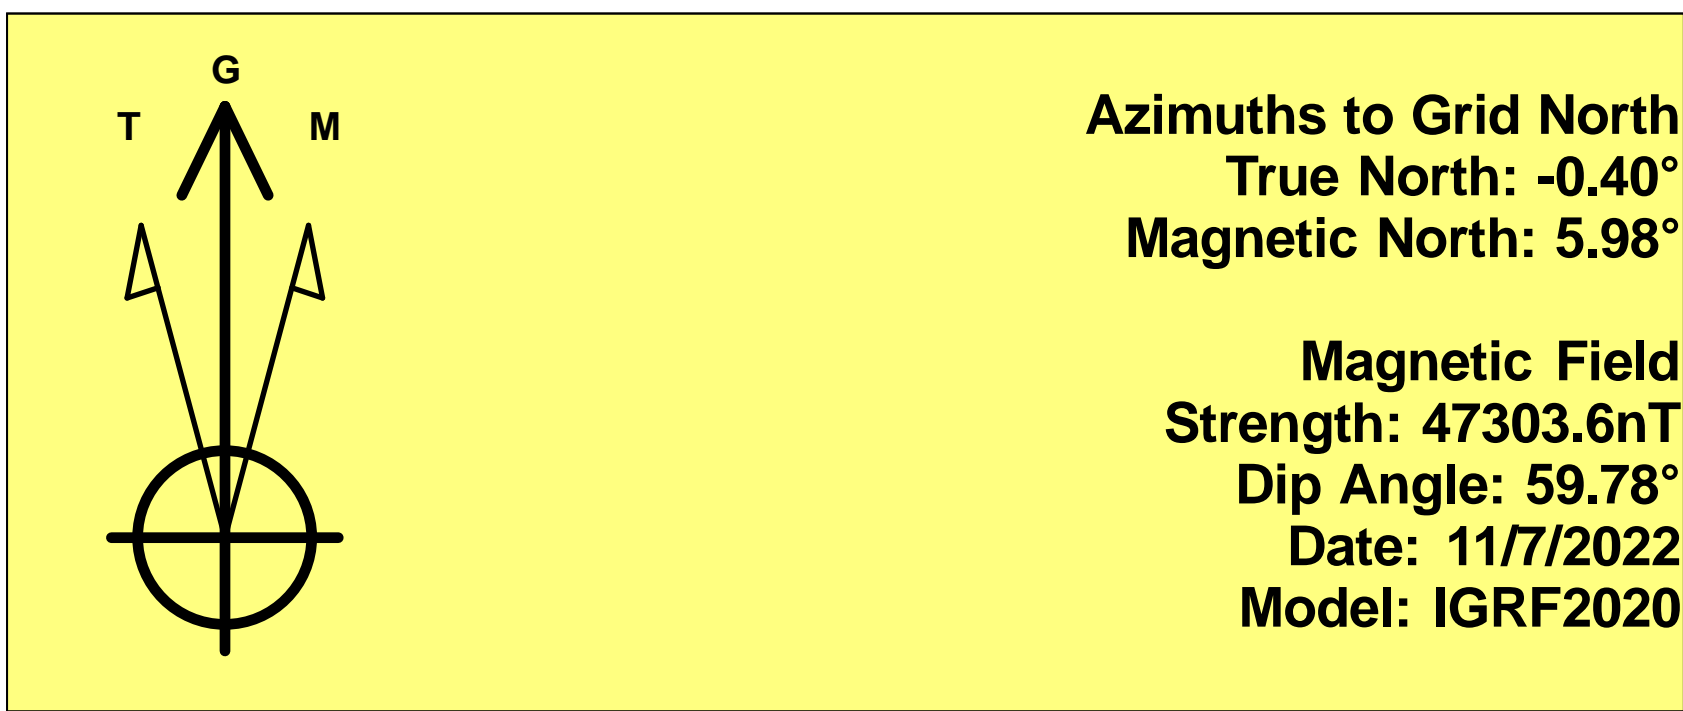 G
T M
Azimuths to Grid North
True North: -0.40°
Magnetic North: 5.98°
Magnetic Field
Strength: 47303.6nT
Dip Angle: 59.78°
Date: 11/7/2022
Model: IGRF2020